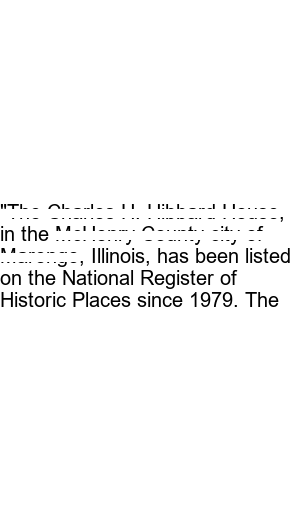 "The Charles H. Hibbard House,
in the McHenry County city of
Marengo, Illinois, has been listed
on the National Register of
Historic Places since 1979. The